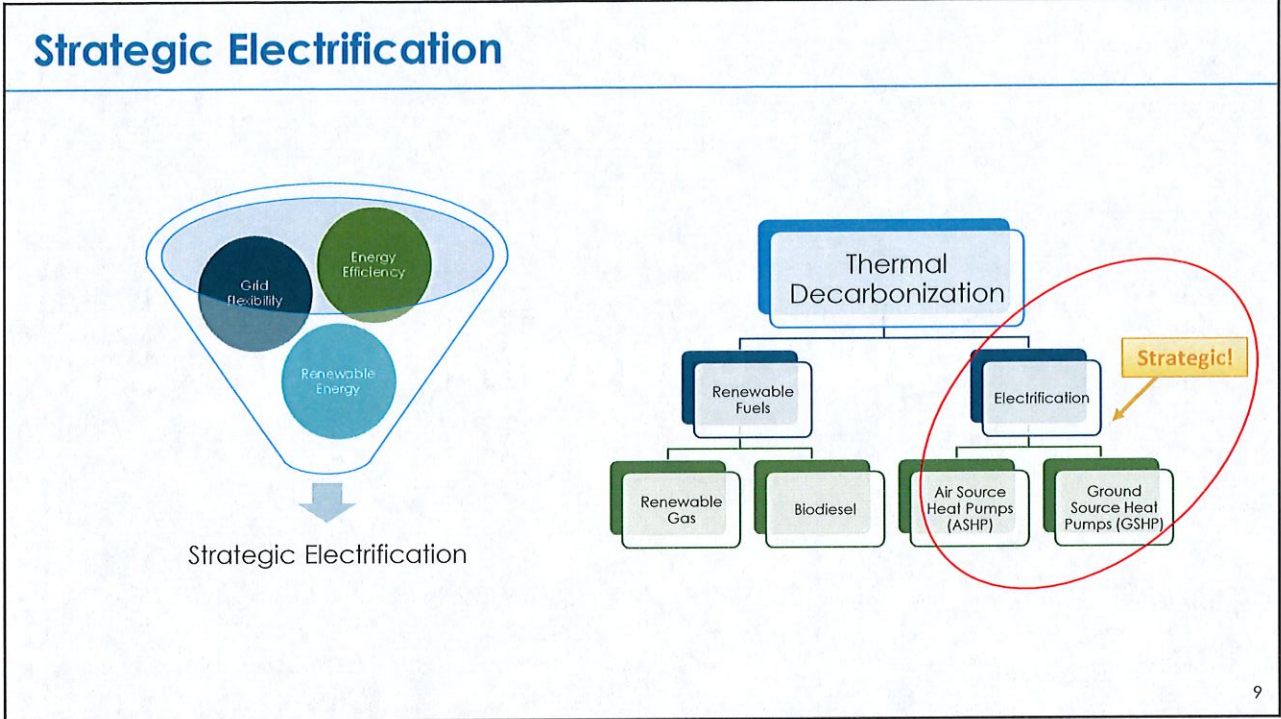 Strategic Electrification
Grid
Flexibility
Energy
Efficiency
Renewable
Energy
Strategic Electrification
Thermal
Decarbonization
Renewable
Fuels
Electrification
Strategic!
Renewable
Gas
Biodiesel
Air Source
Heat Pumps
(ASHP)
Ground
Source Heat
Pumps (GSHP)
9